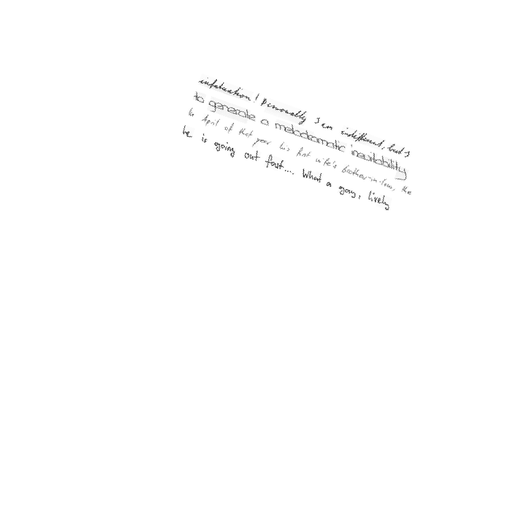 infatuation! Personally I am indifferent, but I
to generate a melodramatic inevitability
In April of that year his first wife's brother-in-law, the
he is going out fast.... What a gay, lively